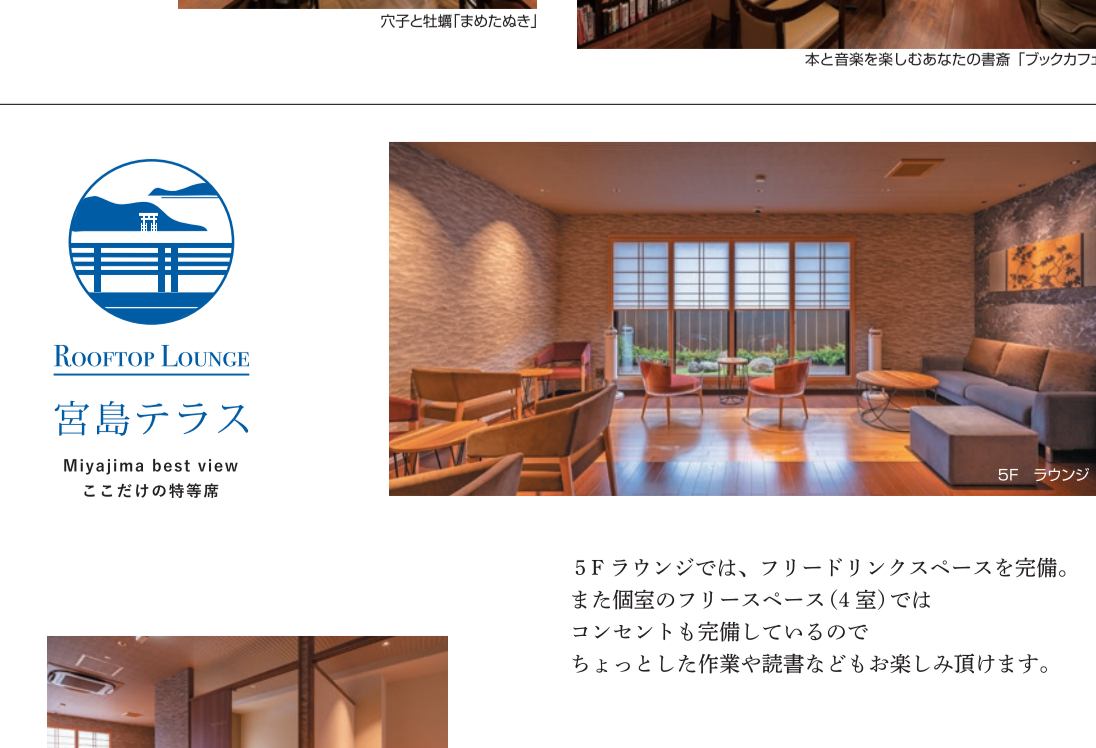 穴子と牡蠣「まめたぬき」
本と音楽を楽しむあなたの書斎「ブックカフェ
ROOFTOP LOUNGE
宮島テラス
Miyajima best view
ここだけの特等席
5F ラウンジ
5Fラウンジでは、フリードリンクスペースを完備。
また個室のフリースペース(4室)では
コンセントも完備しているので
ちょっとした作業や読書などもお楽しみ頂けます。